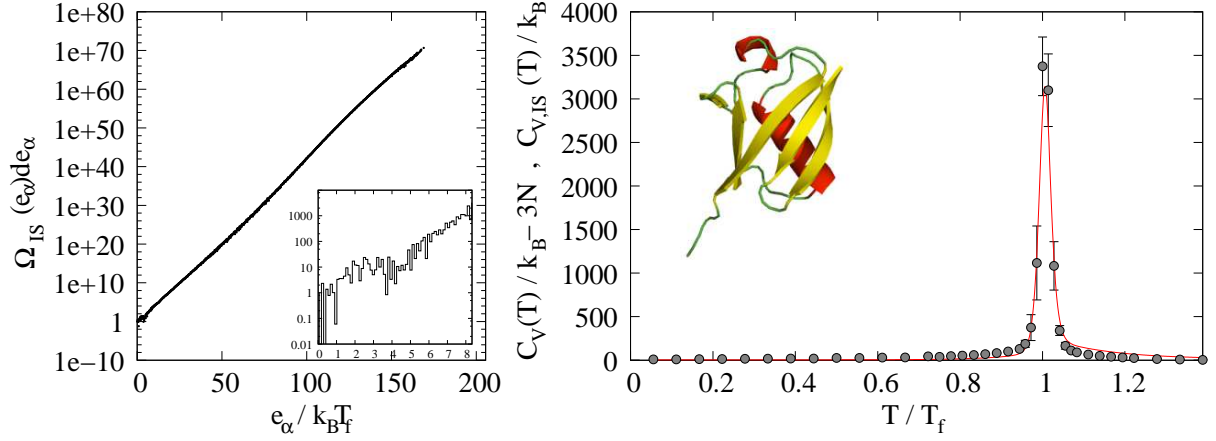 Ω_IS (e_α)de_α
1e+80
1e+70
1e+60
1e+50
1e+40
1e+30
1e+20
1e+10
1
1e−10
0 50 100 150 200
e_α / k_B T_f
1000
100
10
1
0.1
0.01
0 1 2 3 4 5 6 7 8
C_V(T) / k_B − 3N , C_V,IS (T) / k_B
4000
3500
3000
2500
2000
1500
1000
500
0
0 0.2 0.4 0.6 0.8 1 1.2
T / T_f